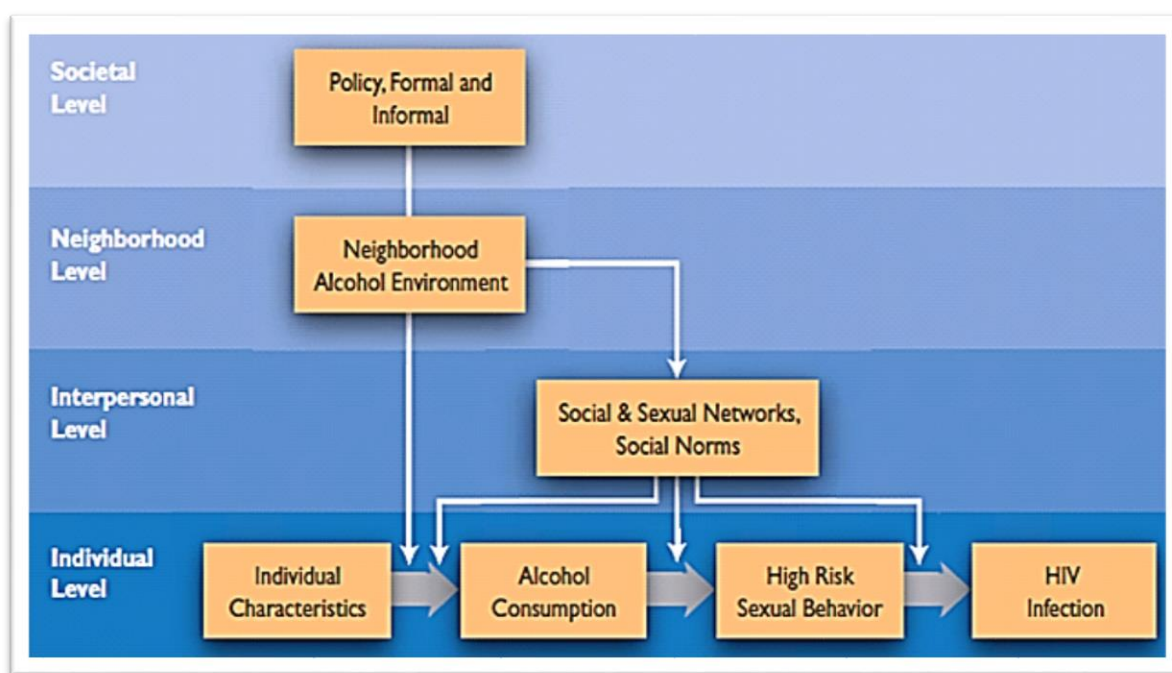 Societal
Level
Policy, Formal and
Informal
Neighborhood
Level
Neighborhood
Alcohol Environment
Interpersonal
Level
Social & Sexual Networks,
Social Norms
Individual
Level
Individual
Characteristics
Alcohol
Consumption
High Risk
Sexual Behavior
HIV
Infection